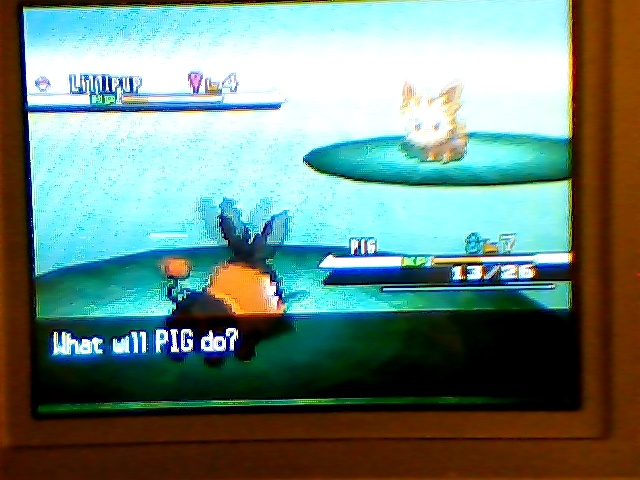 Lillipup ♀ Lv4
HP
PIG ♂ Lv7
HP
13/26
What will PIG do?